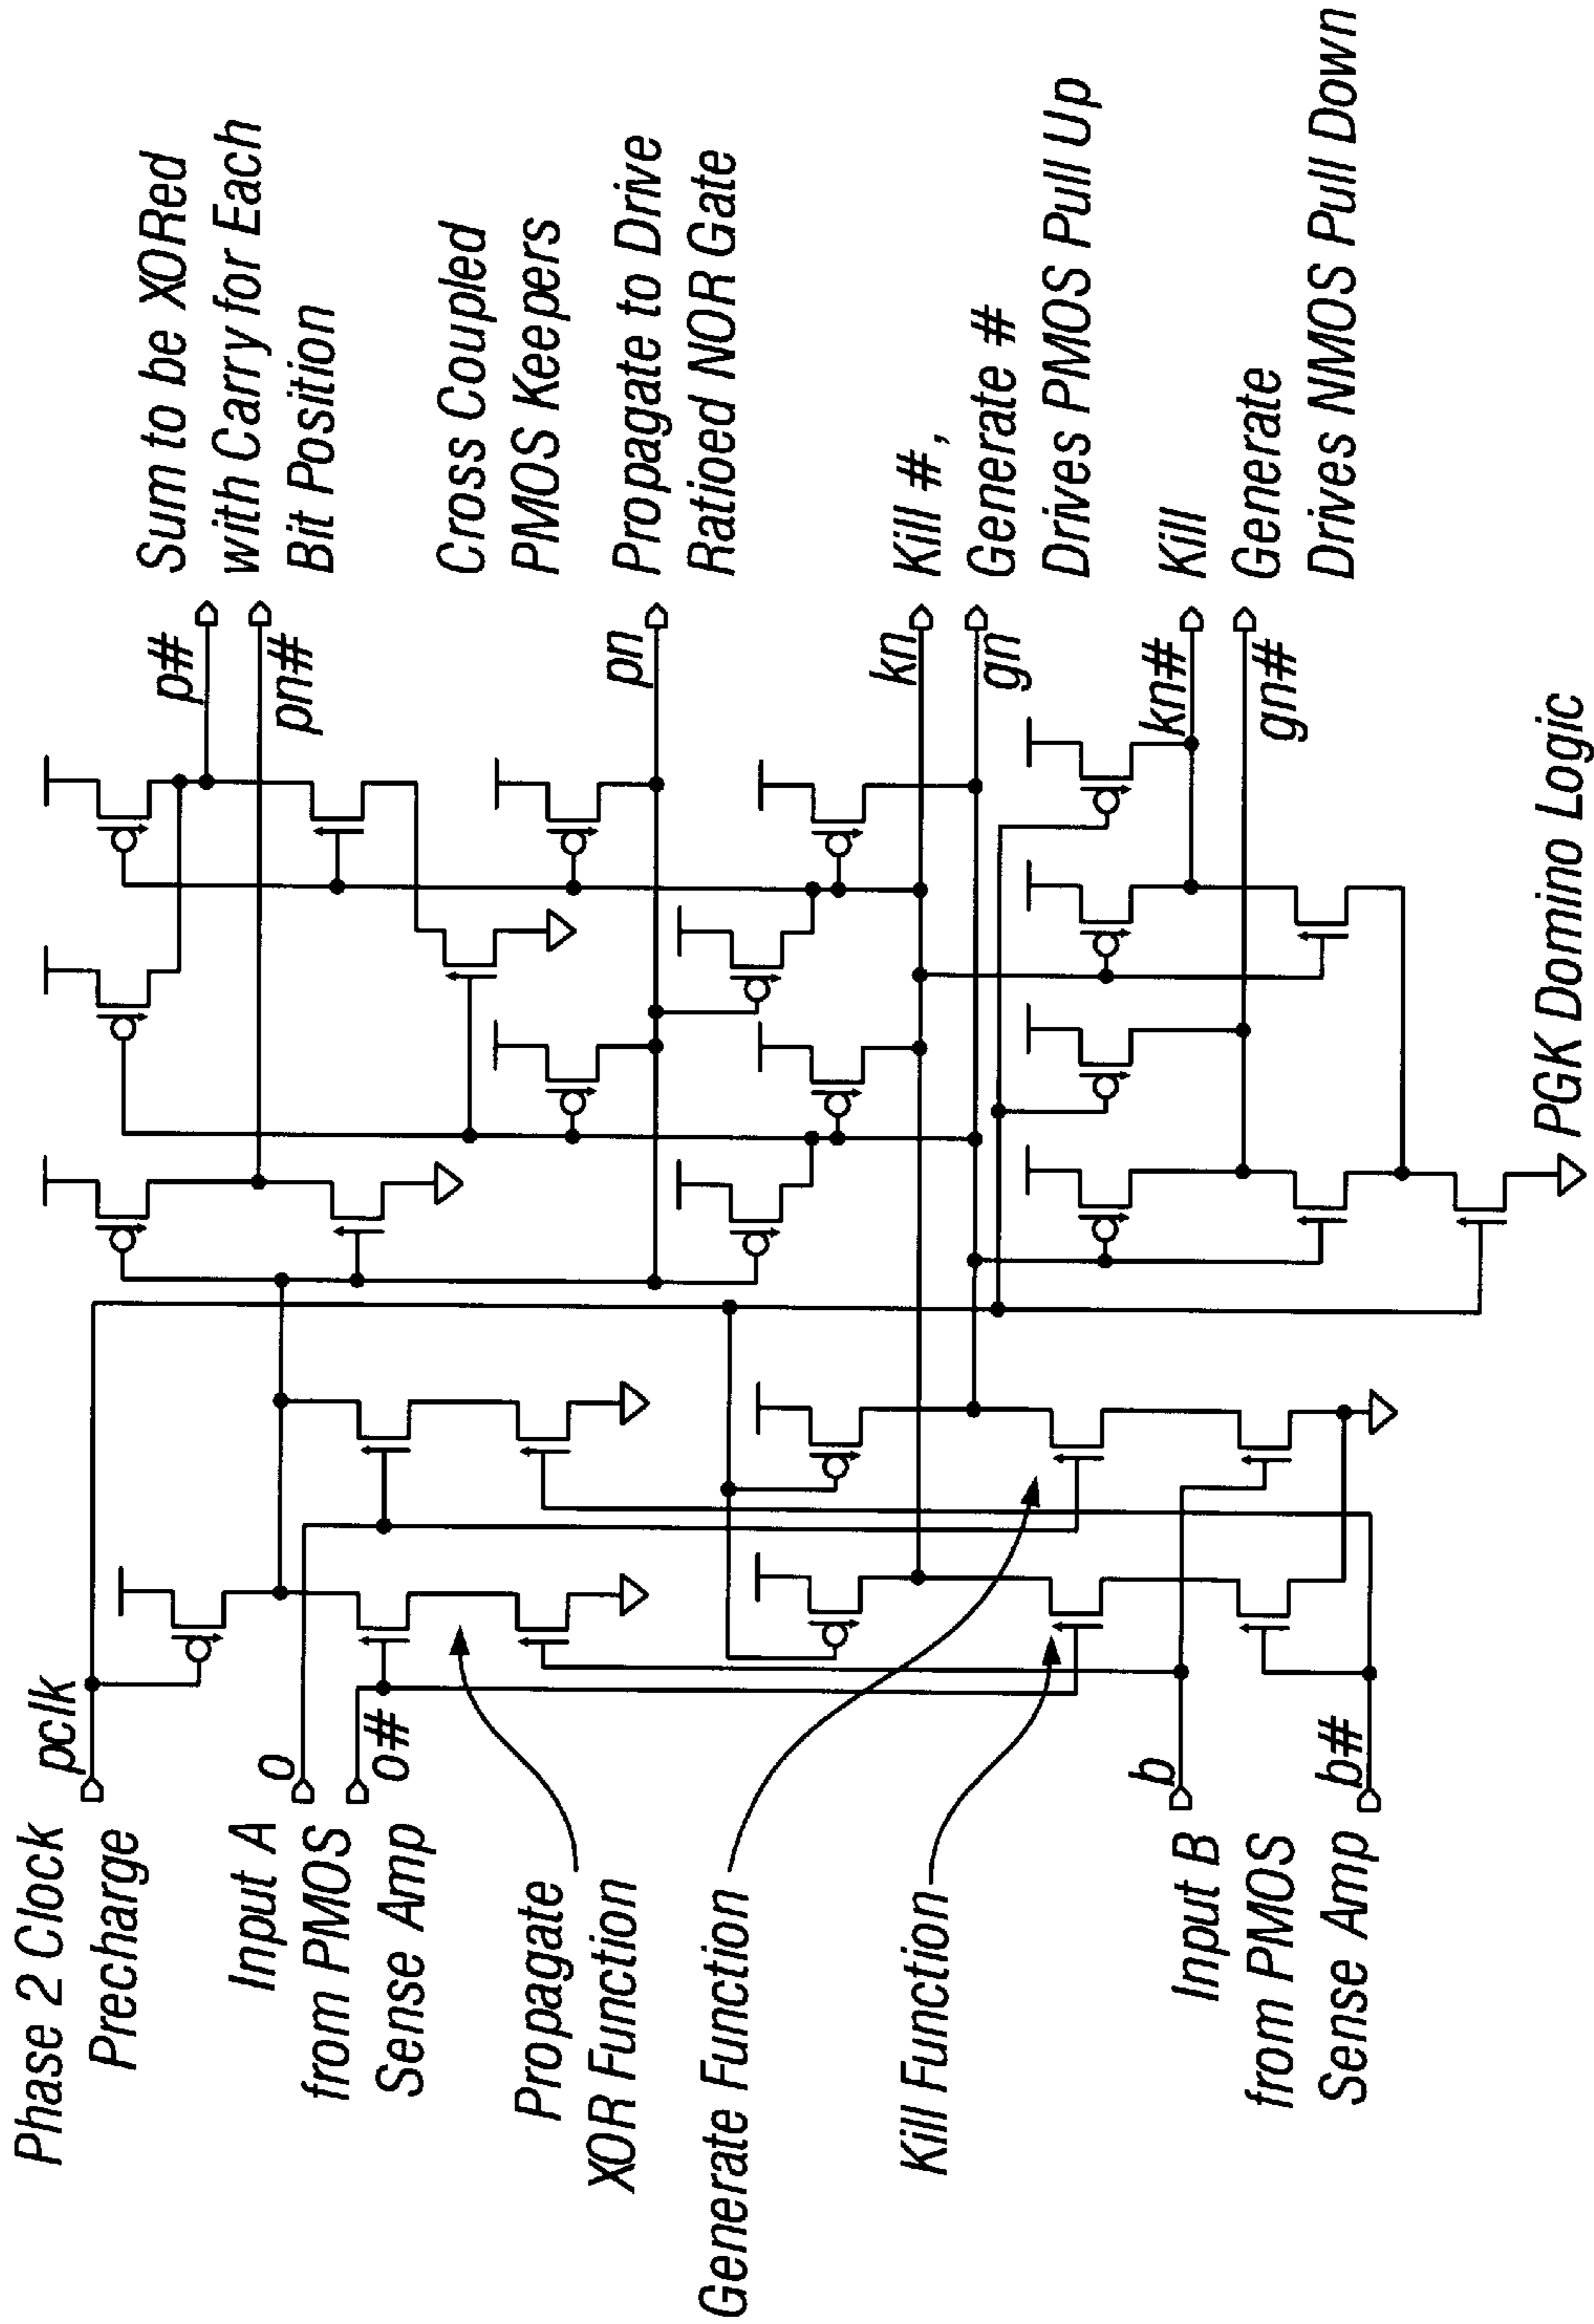 Phase 2 Clock
Precharge
pclk
Input A
from PMOS
Sense Amp
o
o#
Propagate
XOR Function
Generate Function
Kill Function
Input B
from PMOS
Sense Amp
b
b#
p#
pn#
Sum to be XORed
with Carry for Each
Bit Position
Cross Coupled
PMOS Keepers
pn
Propagate to Drive
Ratioed NOR Gate
kn
gn
Kill #,
Generate #
Drives PMOS Pull Up
kn#
gn#
Kill
Generate
Drives NMOS Pull Down
PGK Domino Logic